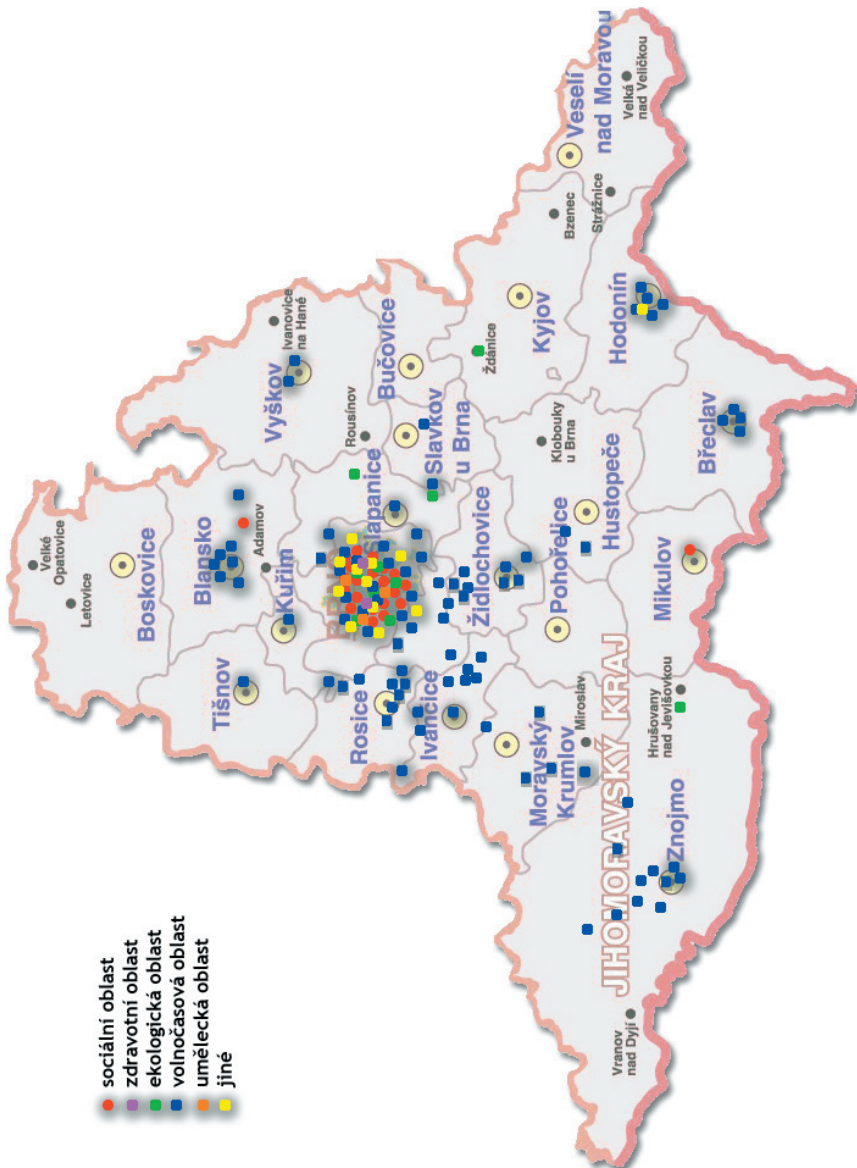 sociální oblast
zdravotní oblast
ekologická oblast
volnočasová oblast
umělecká oblast
jiné
Velké
Opatovice
Letovice
Boskovice
Blansko
Adamov
Tišnov
Kuřim
Vyškov
Ivanovice
na Hané
Rousínov
Bučovice
Slavkov
u Brna
Šlapanice
Rosice
Ivančice
Židlochovice
Ždánice
Kyjov
Bzenec
Strážnice
Veselí
nad Moravou
Velká
nad Veličkou
Moravský
Krumlov
Miroslav
Pohořelice
Hustopeče
Klobouky
u Brna
Hodonín
JIHOMORAVSKÝ KRAJ
Vranov
nad Dyjí
Znojmo
Hrušovany
nad Jevišovkou
Mikulov
Břeclav